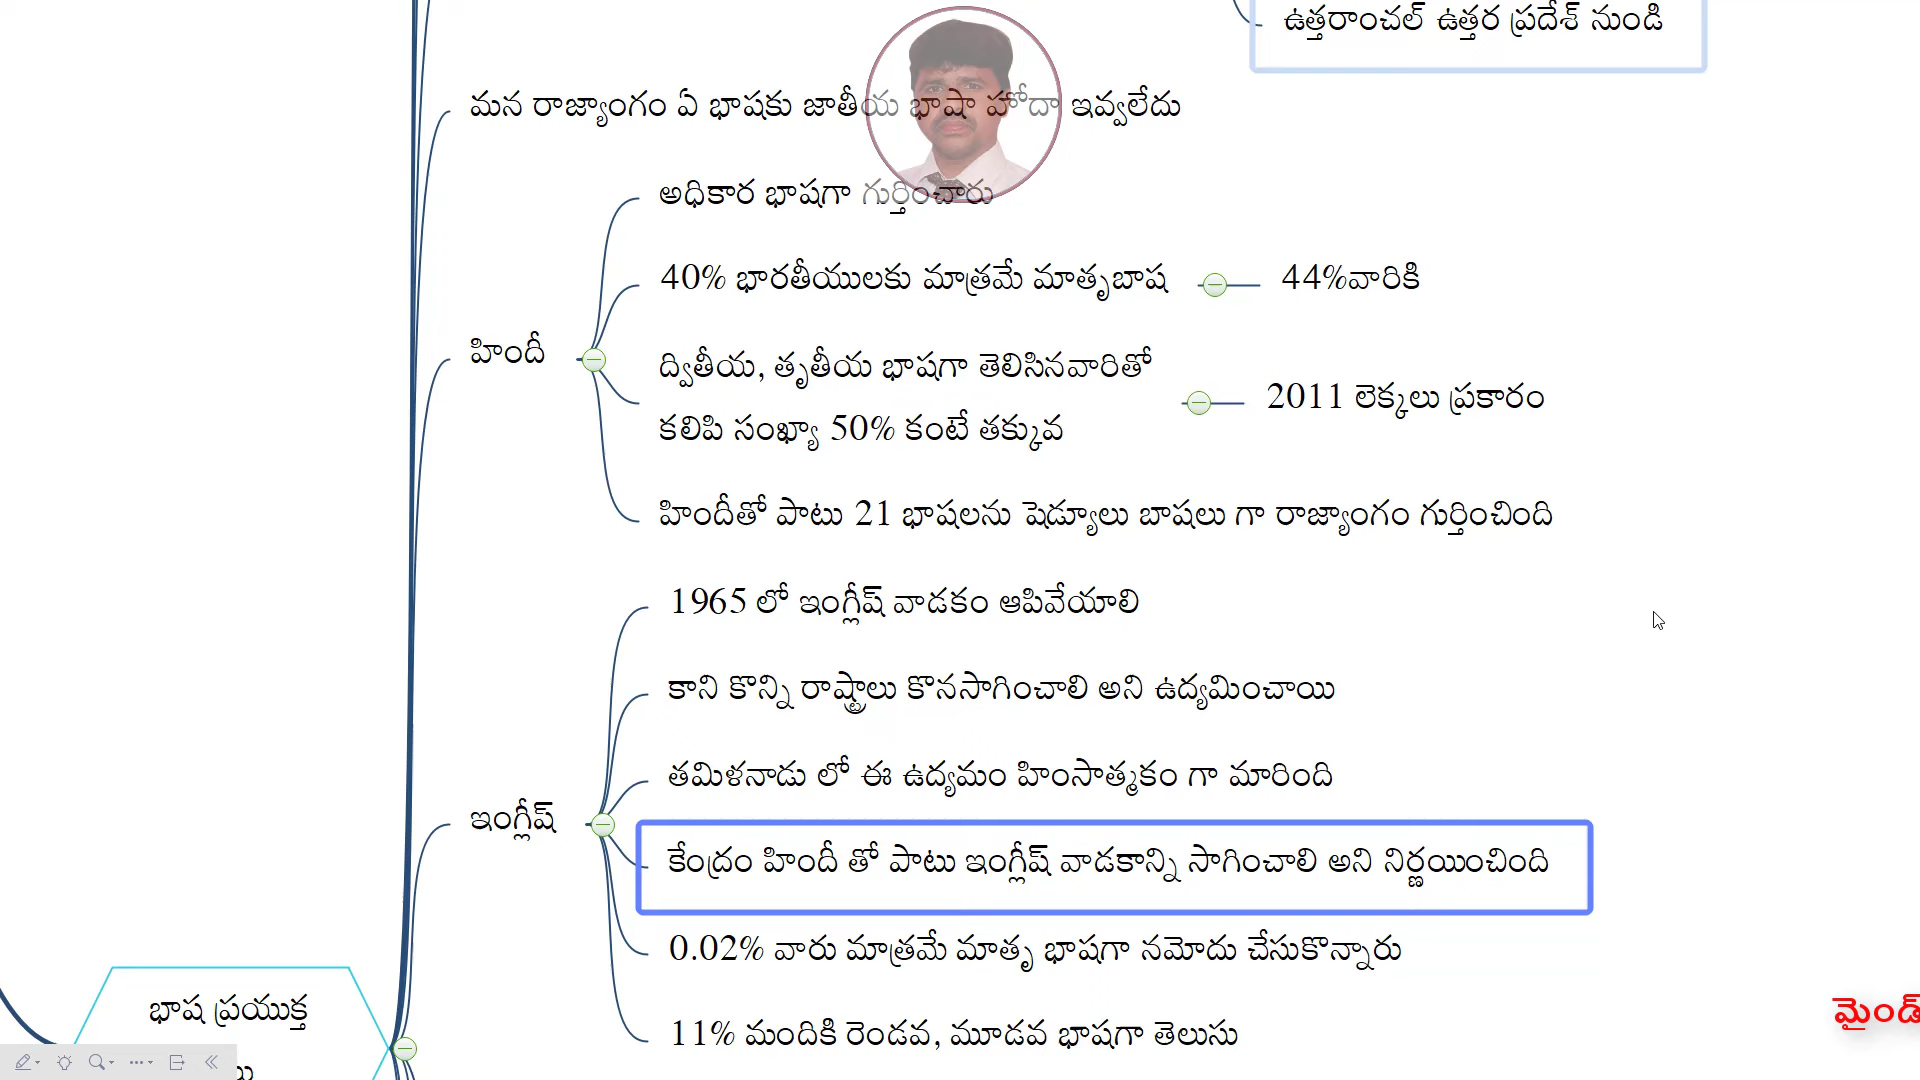 ఉత్తరాంచల్ ఉత్తర ప్రదేశ్ నుండి
మన రాజ్యాంగం ఏ భాషకు జాతీయ భాషా హోదా ఇవ్వలేదు
అధికార భాషగా గుర్తించారు
40% భారతీయులకు మాత్రమే మాతృబాష
44%వారికి
హిందీ
ద్వితీయ, తృతీయ భాషగా తెలిసినవారితో
కలిపి సంఖ్యా 50% కంటే తక్కువ
2011 లెక్కలు ప్రకారం
హిందీతో పాటు 21 భాషలను షెడ్యూలు బాషలు గా రాజ్యాంగం గుర్తించింది
1965 లో ఇంగ్లీష్ వాడకం ఆపివేయాలి
కాని కొన్ని రాష్ట్రాలు కొనసాగించాలి అని ఉద్యమించాయి
తమిళనాడు లో ఈ ఉద్యమం హింసాత్మకం గా మారింది
ఇంగ్లీష్
కేంద్రం హిందీ తో పాటు ఇంగ్లీష్ వాడకాన్ని సాగించాలి అని నిర్ణయించింది
0.02% వారు మాత్రమే మాతృ భాషగా నమోదు చేసుకొన్నారు
భాష ప్రయుక్త
మైండ్
11% మందికి రెండవ, మూడవ భాషగా తెలుసు